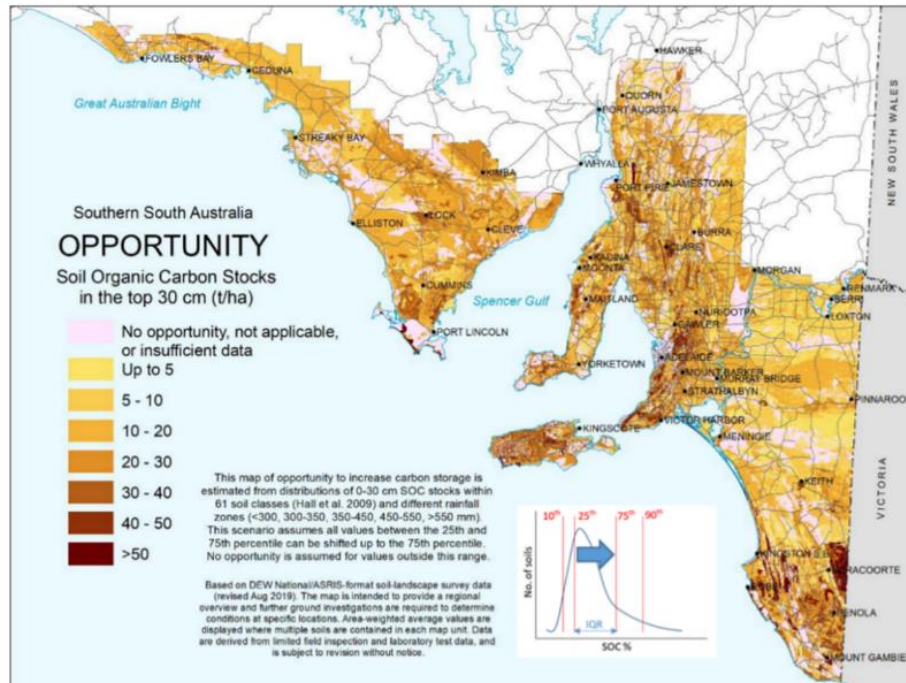 HAWKER
QUORN
PORT AUGUSTA
FOWLERS BAY
CEDUNA
Great Australian Bight
STREAKY BAY
WHYALLA
KIMBA
PORT PIRIE
JAMESTOWN
NEW SOUTH WALES
ELLISTON
LOCK
CLEVE
BURRA
CLARE
Southern South Australia
OPPORTUNITY
Soil Organic Carbon Stocks
in the top 30 cm (t/ha)
KADINA
MOONTA
MORGAN
RENMARK
BERRI
LOXTON
CUMMINS
Spencer Gulf
MAITLAND
NURIOOTPA
GAWLER
No opportunity, not applicable,
or insufficient data
PORT LINCOLN
Up to 5
5 - 10
10 - 20
20 - 30
30 - 40
40 - 50
>50
YORKETOWN
ADELAIDE
MOUNT BARKER
MURRAY BRIDGE
STRATHALBYN
PINNAROO
KINGSCOTE
VICTOR HARBOR
MENINGIE
VICTORIA
KEITH
This map of opportunity to increase carbon storage is
estimated from distributions of 0-30 cm SOC stocks within
61 soil classes (Hall et al. 2009) and different rainfall
zones (<300, 300-350, 350-450, 450-550, >550 mm).
This scenario assumes all values between the 25th and
75th percentile can be shifted up to the 75th percentile.
No opportunity is assumed for values outside this range.
Based on DEW National/ASRIS-format soil-landscape survey data
(revised Aug 2019). The map is intended to provide a regional
overview and further ground investigations are required to determine
conditions at specific locations. Area-weighted average values are
displayed where multiple soils are contained in each map unit. Data
are derived from limited field inspection and laboratory test data, and
is subject to revision without notice.
10th 25th 75th 90th
No. of soils
IQR
SOC %
KINGSTON S.E.
PENOLA
MOUNT GAMBIE